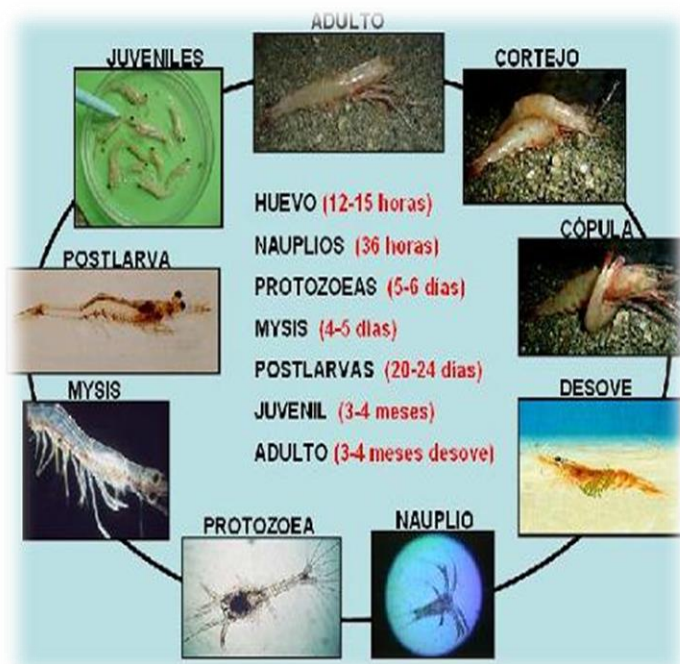 ADULTO
JUVENILES
CORTEJO
HUEVO (12-15 horas)
NAUPLIOS (36 horas)
CÓPULA
POSTLARVA
PROTOZOEAS (5-6 días)
MYSIS (4-5 días)
POSTLARVAS (20-24 días)
MYSIS
DESOVE
JUVENIL (3-4 meses)
ADULTO (3-4 meses desove)
PROTOZOEA
NAUPLIO